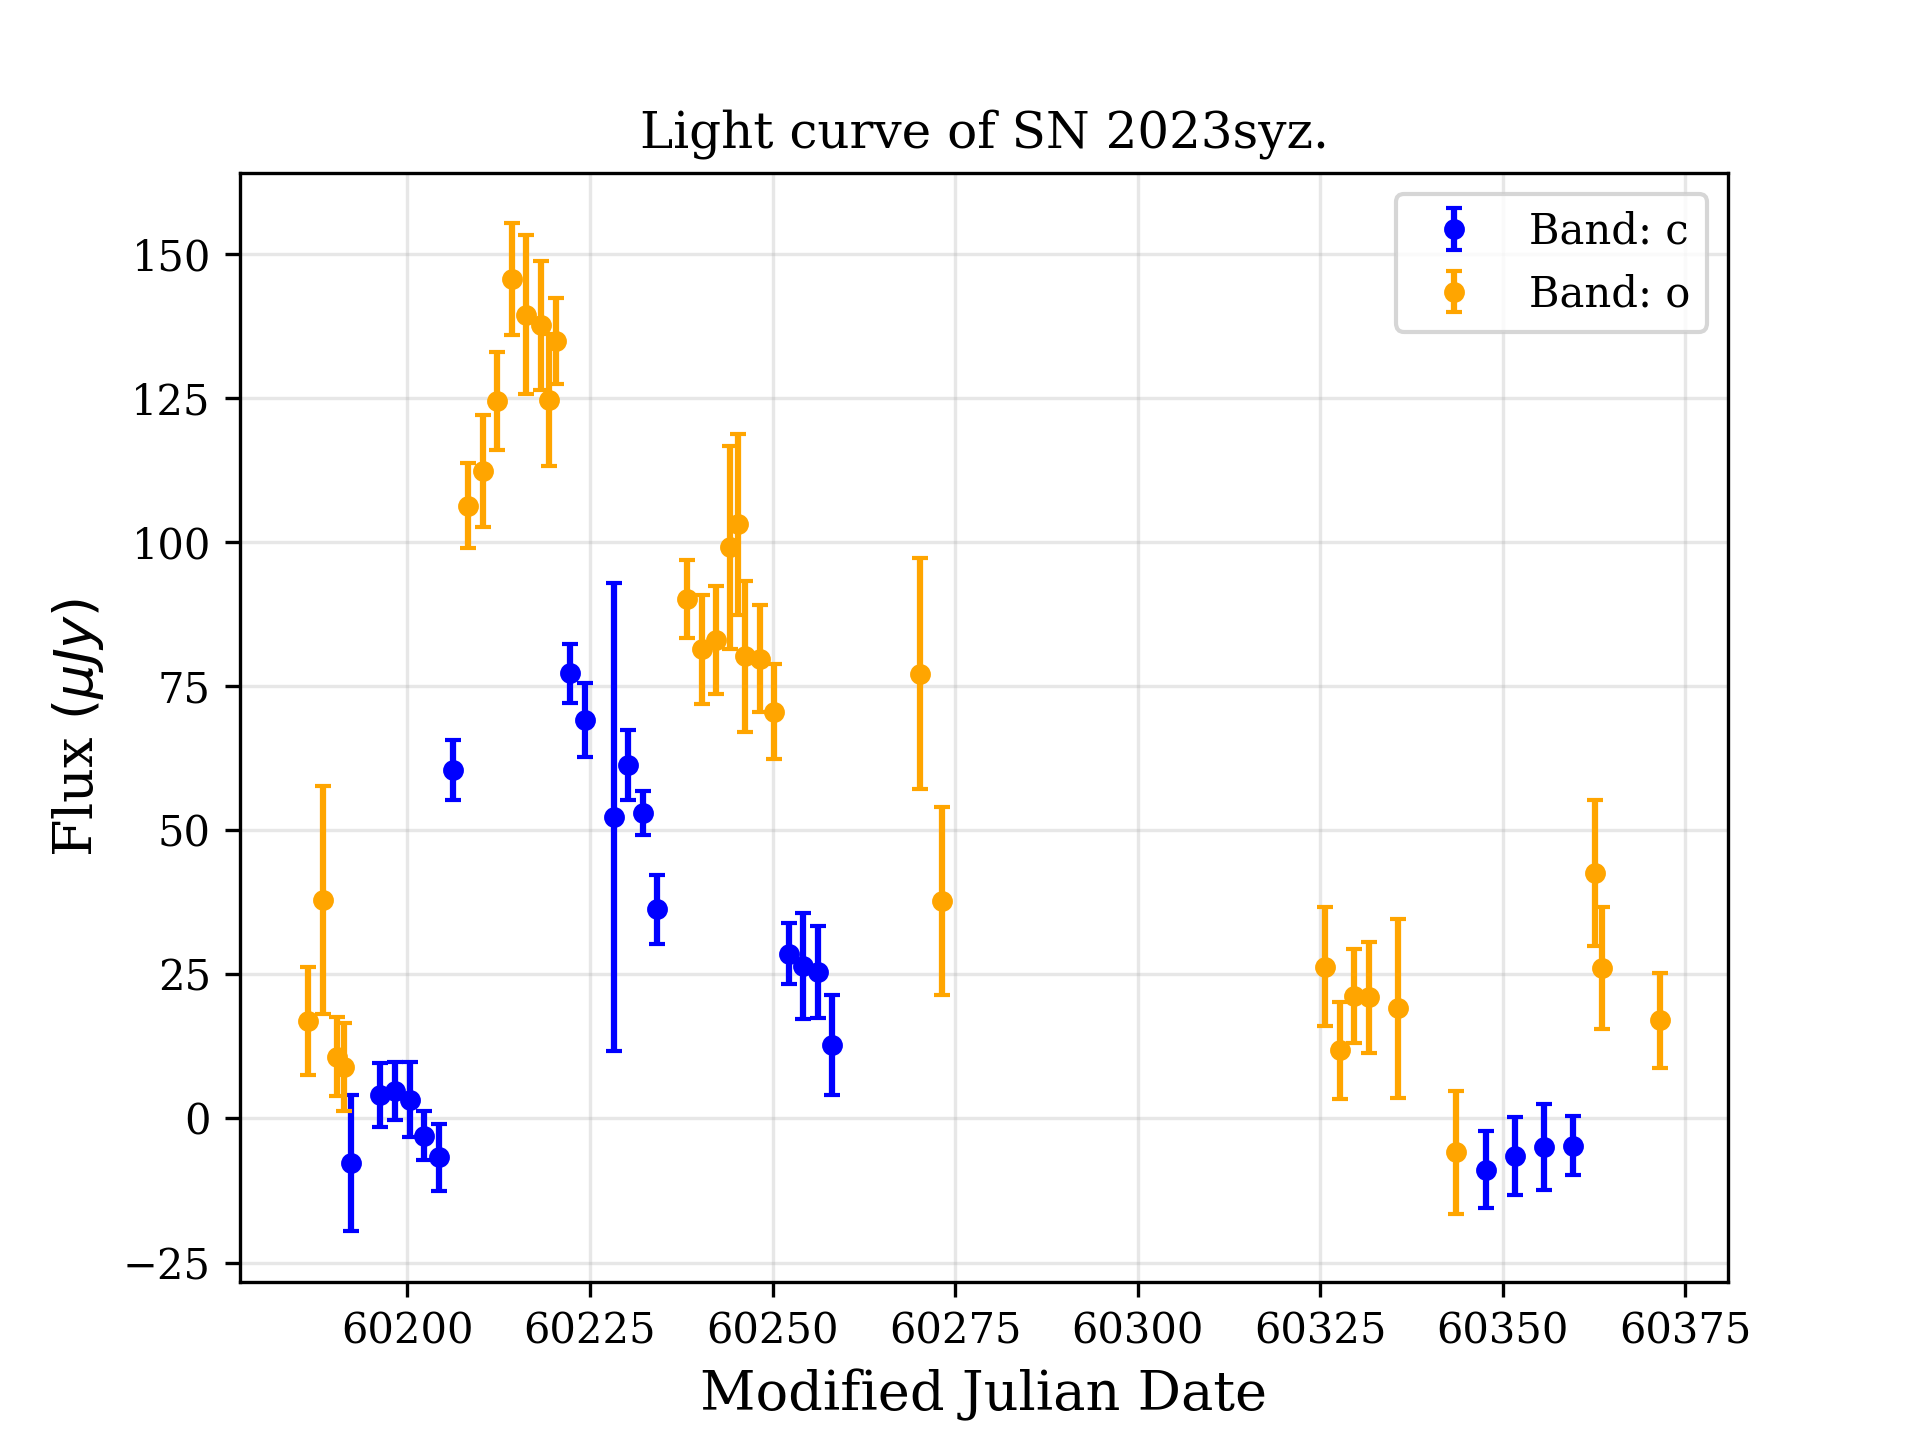 Light curve of SN 2023syz.
Band: c
Band: o
150
125
100
75
50
25
0
−25
Flux (μJy)
60200 60225 60250 60275 60300 60325 60350 60375
Modified Julian Date